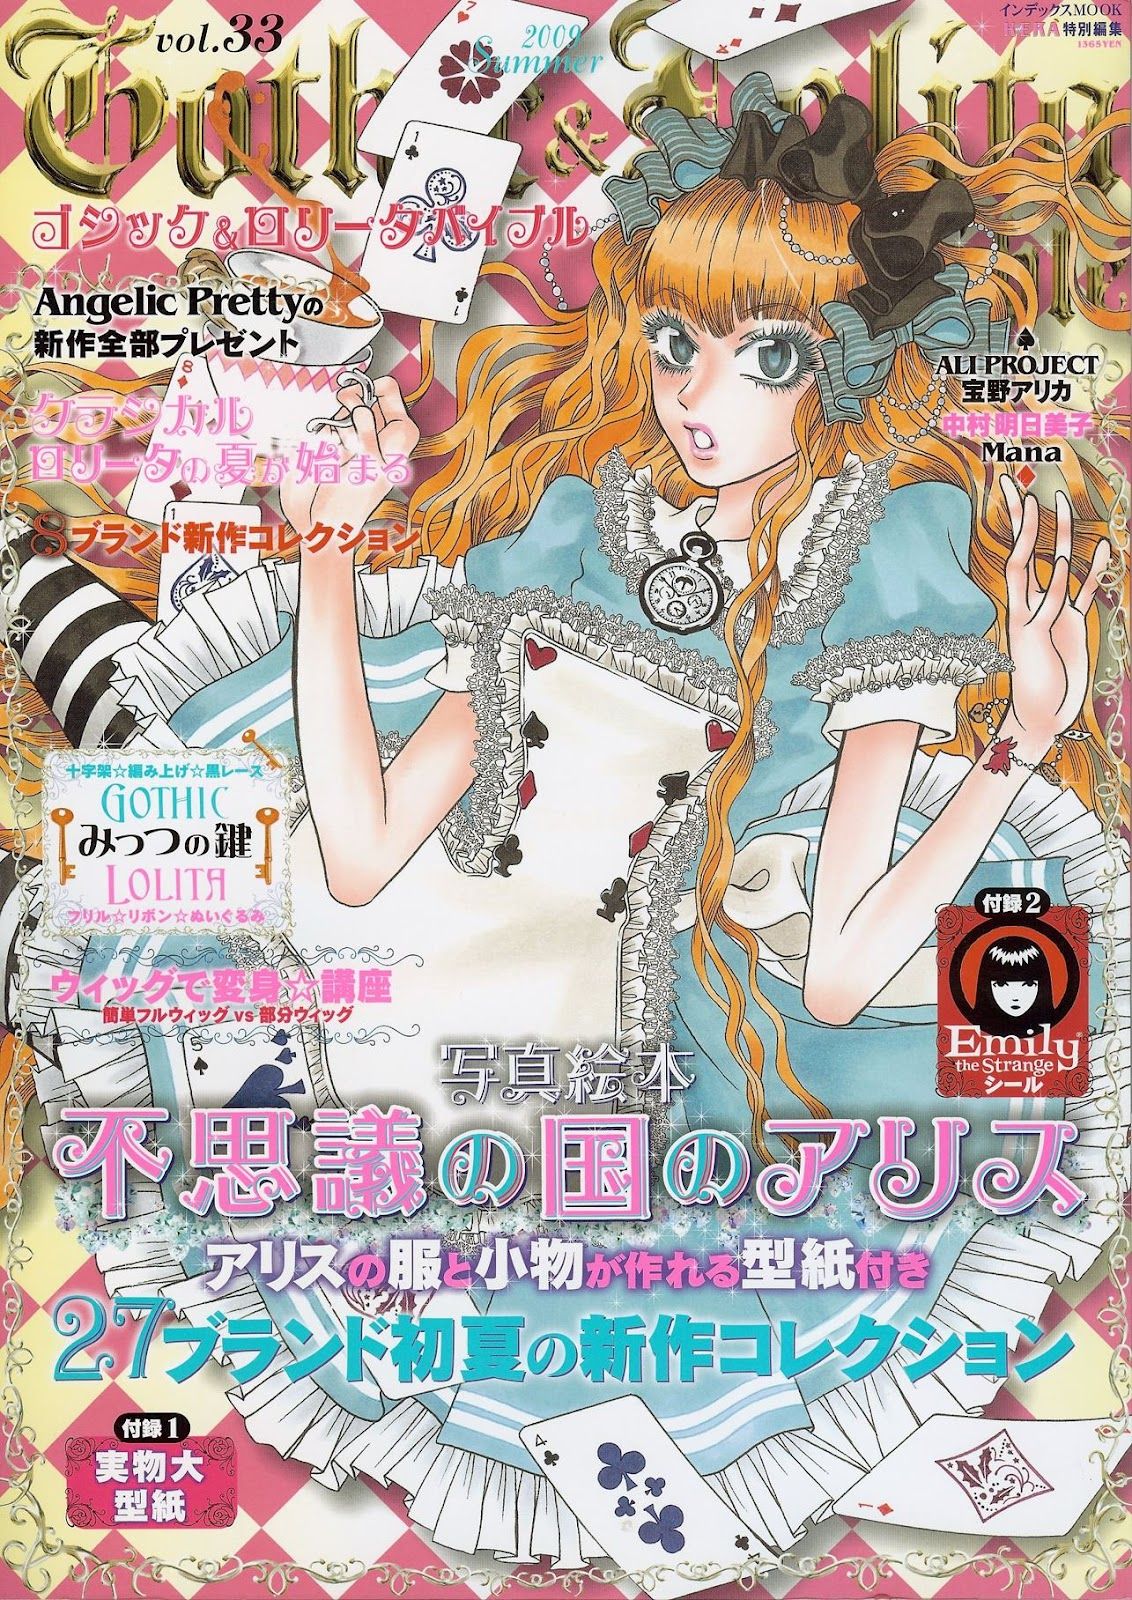 vol.33
2009
Summer
インデックスMOOK
KERA特別編集
1365YEN
Gothic & Lolita
ゴシック&ロリータバイブル
Angelic Prettyの
新作全部プレゼント
クラシカル
ロリータの夏が始まる
8ブランド新作コレクション
ALI PROJECT
宝野アリカ
中村明日美子
Mana
十字架☆編み上げ☆黒レース
GOTHIC
みっつの鍵
LOLITA
フリル☆リボン☆ぬいぐるみ
ウィッグで変身☆講座
簡単フルウィッグ vs 部分ウィッグ
付録2
Emily
the Strange
シール
写真絵本
不思議の国のアリス
アリスの服と小物が作れる型紙付き
27ブランド初夏の新作コレクション
付録1
実物大
型紙